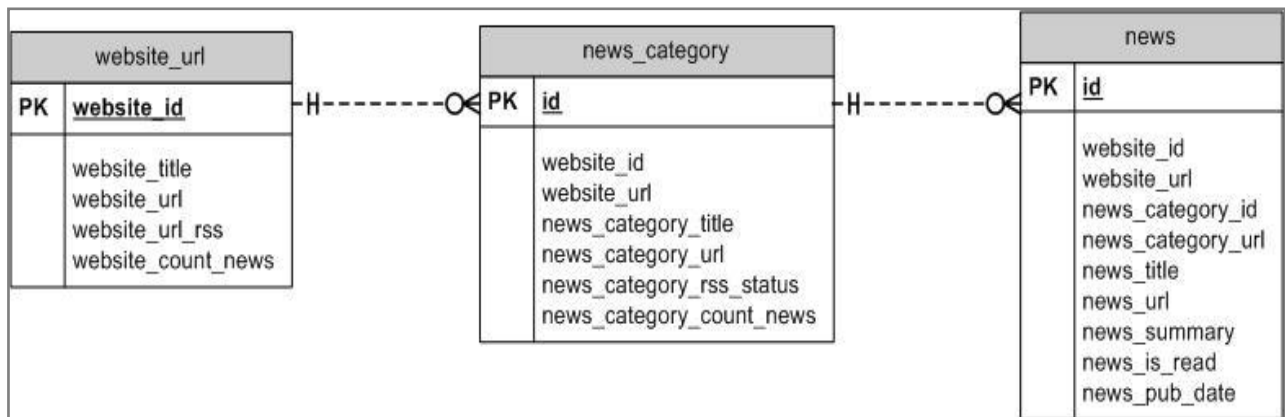 website_url
PK website_id
website_title
website_url
website_url_rss
website_count_news
news_category
PK id
website_id
website_url
news_category_title
news_category_url
news_category_rss_status
news_category_count_news
news
PK id
website_id
website_url
news_category_id
news_category_url
news_title
news_url
news_summary
news_is_read
news_pub_date